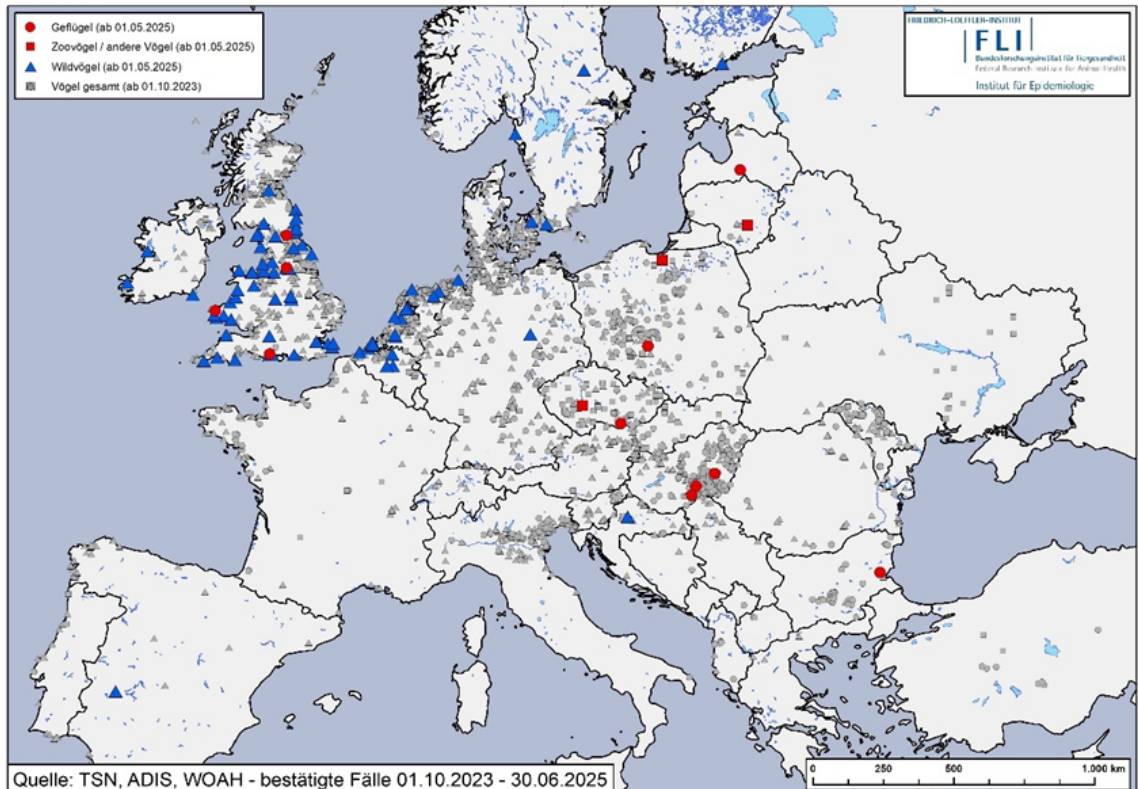 Geflügel (ab 01.05.2025)
Zoovögel / andere Vögel (ab 01.05.2025)
Wildvögel (ab 01.05.2025)
Vögel gesamt (ab 01.10.2023)
FRIEDRICH-LOEFFLER-INSTITUT
FLI
Bundesforschungsinstitut für Tiergesundheit
Federal Research Institute for Animal Health
Institut für Epidemiologie
Quelle: TSN, ADIS, WOAH - bestätigte Fälle 01.10.2023 - 30.06.2025
0 250 500 1.000 km